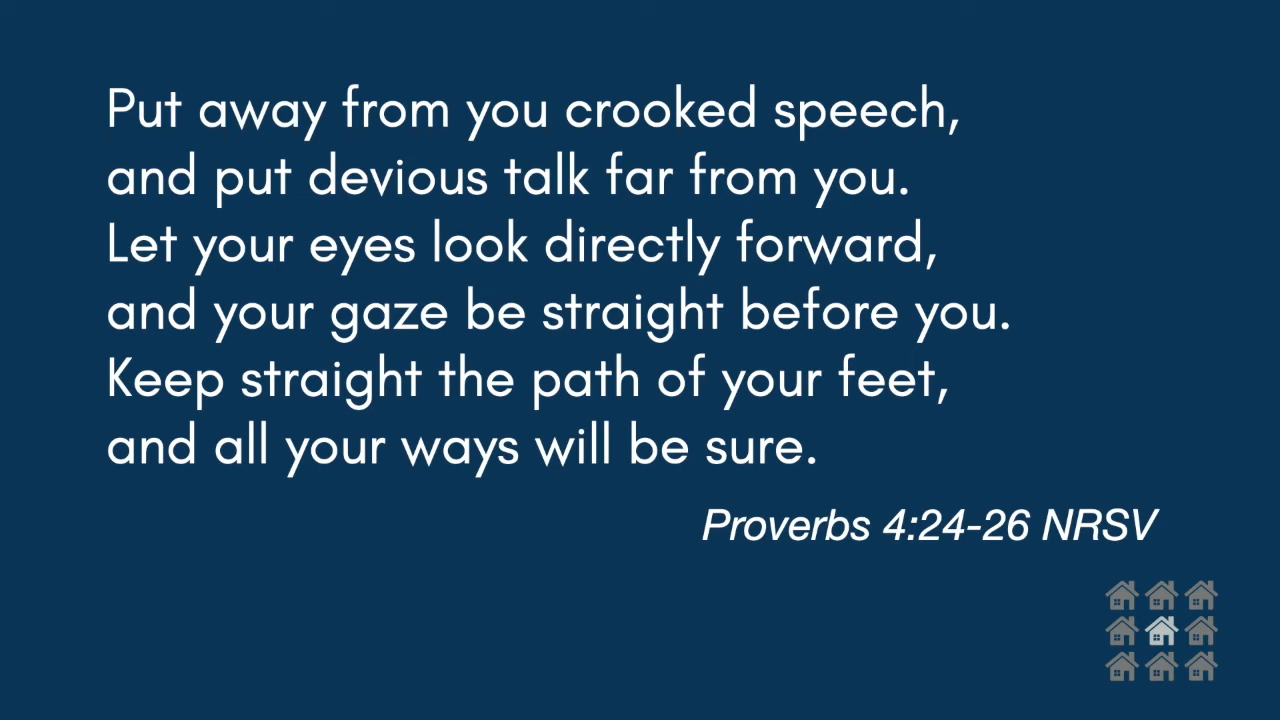 Put away from you crooked speech,
and put devious talk far from you.
Let your eyes look directly forward,
and your gaze be straight before you.
Keep straight the path of your feet,
and all your ways will be sure.
Proverbs 4:24-26 NRSV